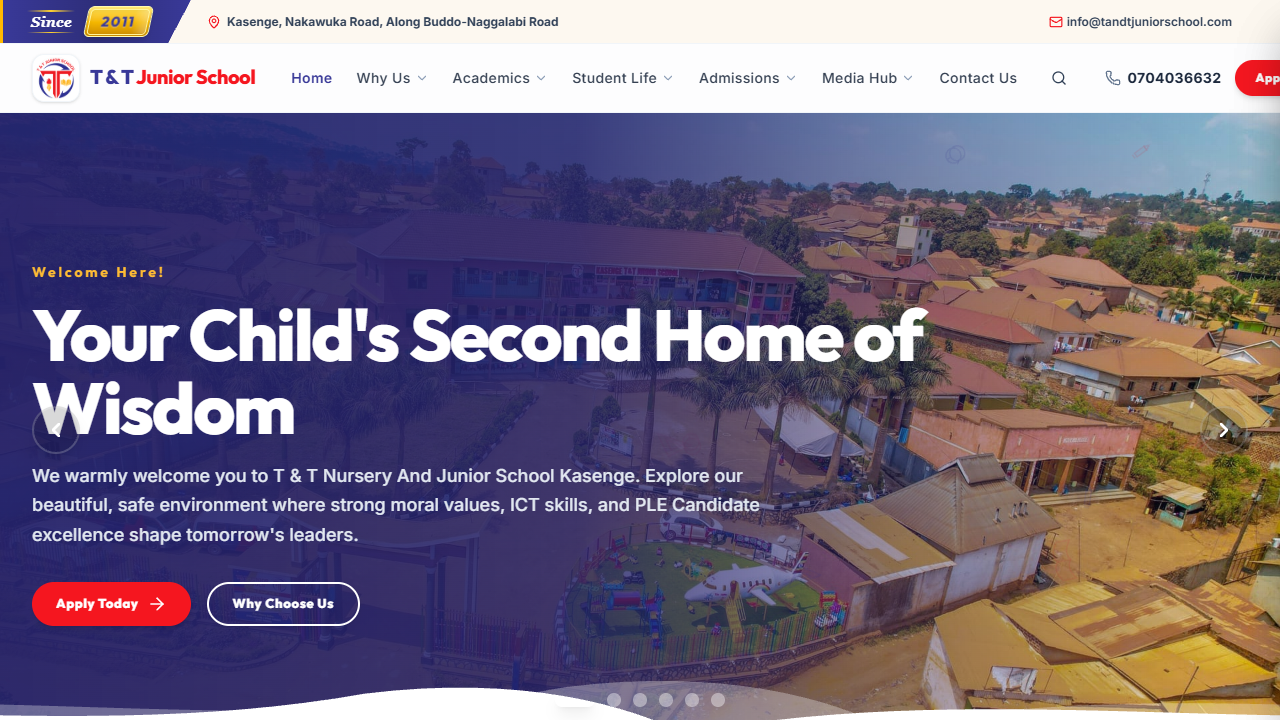 Since 2011
Kasenge, Nakawuka Road, Along Buddo-Naggalabi Road
info@tandtjuniorschool.com
T & T Junior School
Home
Why Us
Academics
Student Life
Admissions
Media Hub
Contact Us
0704036632
App
Welcome Here!
Your Child's Second Home of
Wisdom
We warmly welcome you to T & T Nursery And Junior School Kasenge. Explore our
beautiful, safe environment where strong moral values, ICT skills, and PLE Candidate
excellence shape tomorrow's leaders.
Apply Today
Why Choose Us